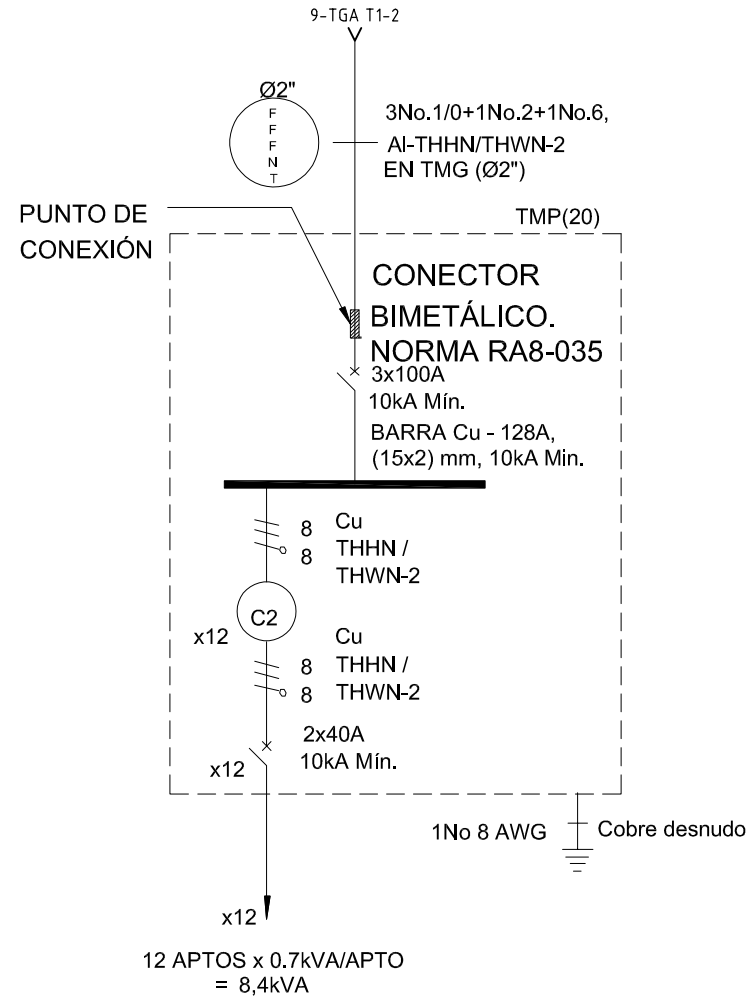 9-TGA T1-2
Ø2"
F
F
F
N
T
3No.1/0+1No.2+1No.6,
Al-THHN/THWN-2
EN TMG (Ø2")
PUNTO DE
CONEXIÓN
TMP(20)
CONECTOR
BIMETÁLICO.
NORMA RA8-035
3x100A
10kA Mín.
BARRA Cu - 128A,
(15x2) mm, 10kA Min.
8 Cu
THHN /
8 THWN-2
C2
x12
Cu
8 THHN /
8 THWN-2
2x40A
10kA Mín.
x12
1No 8 AWG
Cobre desnudo
x12
12 APTOS x 0.7kVA/APTO
= 8,4kVA